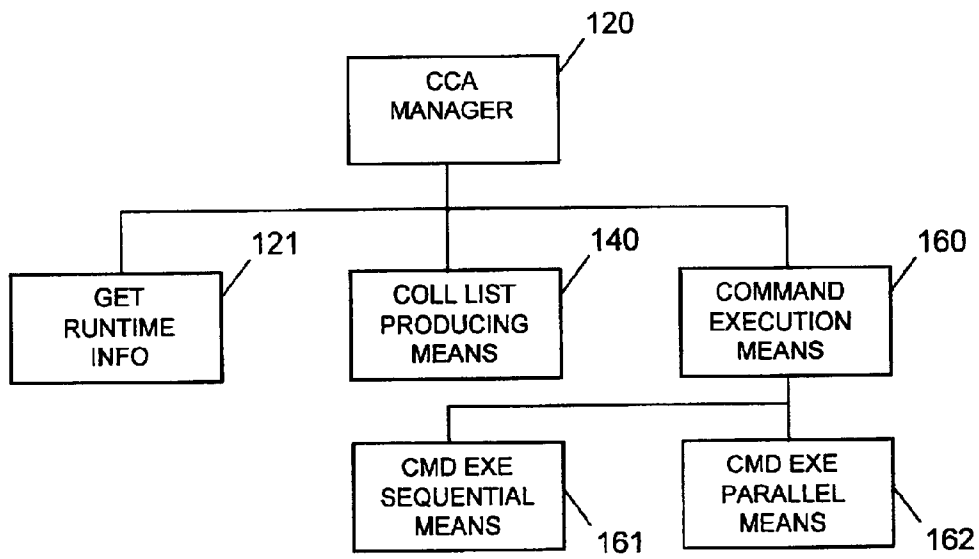 120
CCA
MANAGER
121
140
160
GET
RUNTIME
INFO
COLL LIST
PRODUCING
MEANS
COMMAND
EXECUTION
MEANS
CMD EXE
SEQUENTIAL
MEANS
161
CMD EXE
PARALLEL
MEANS
162